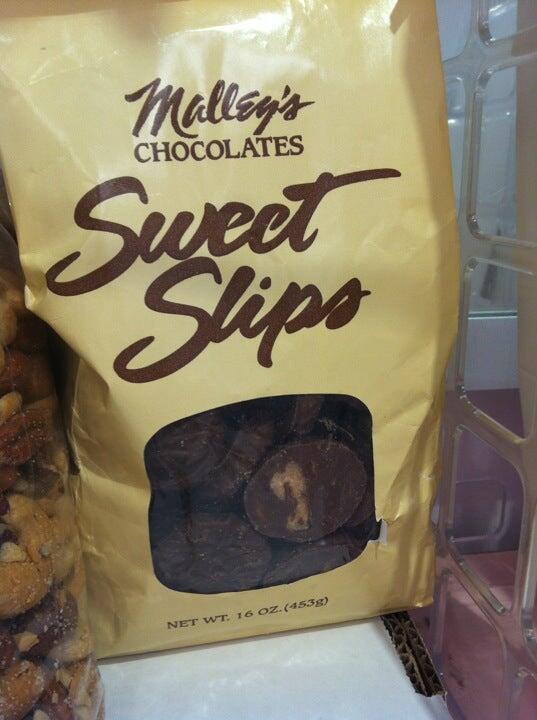 Malley's
CHOCOLATES
Sweet
Slips
NET WT. 16 OZ. (453g)